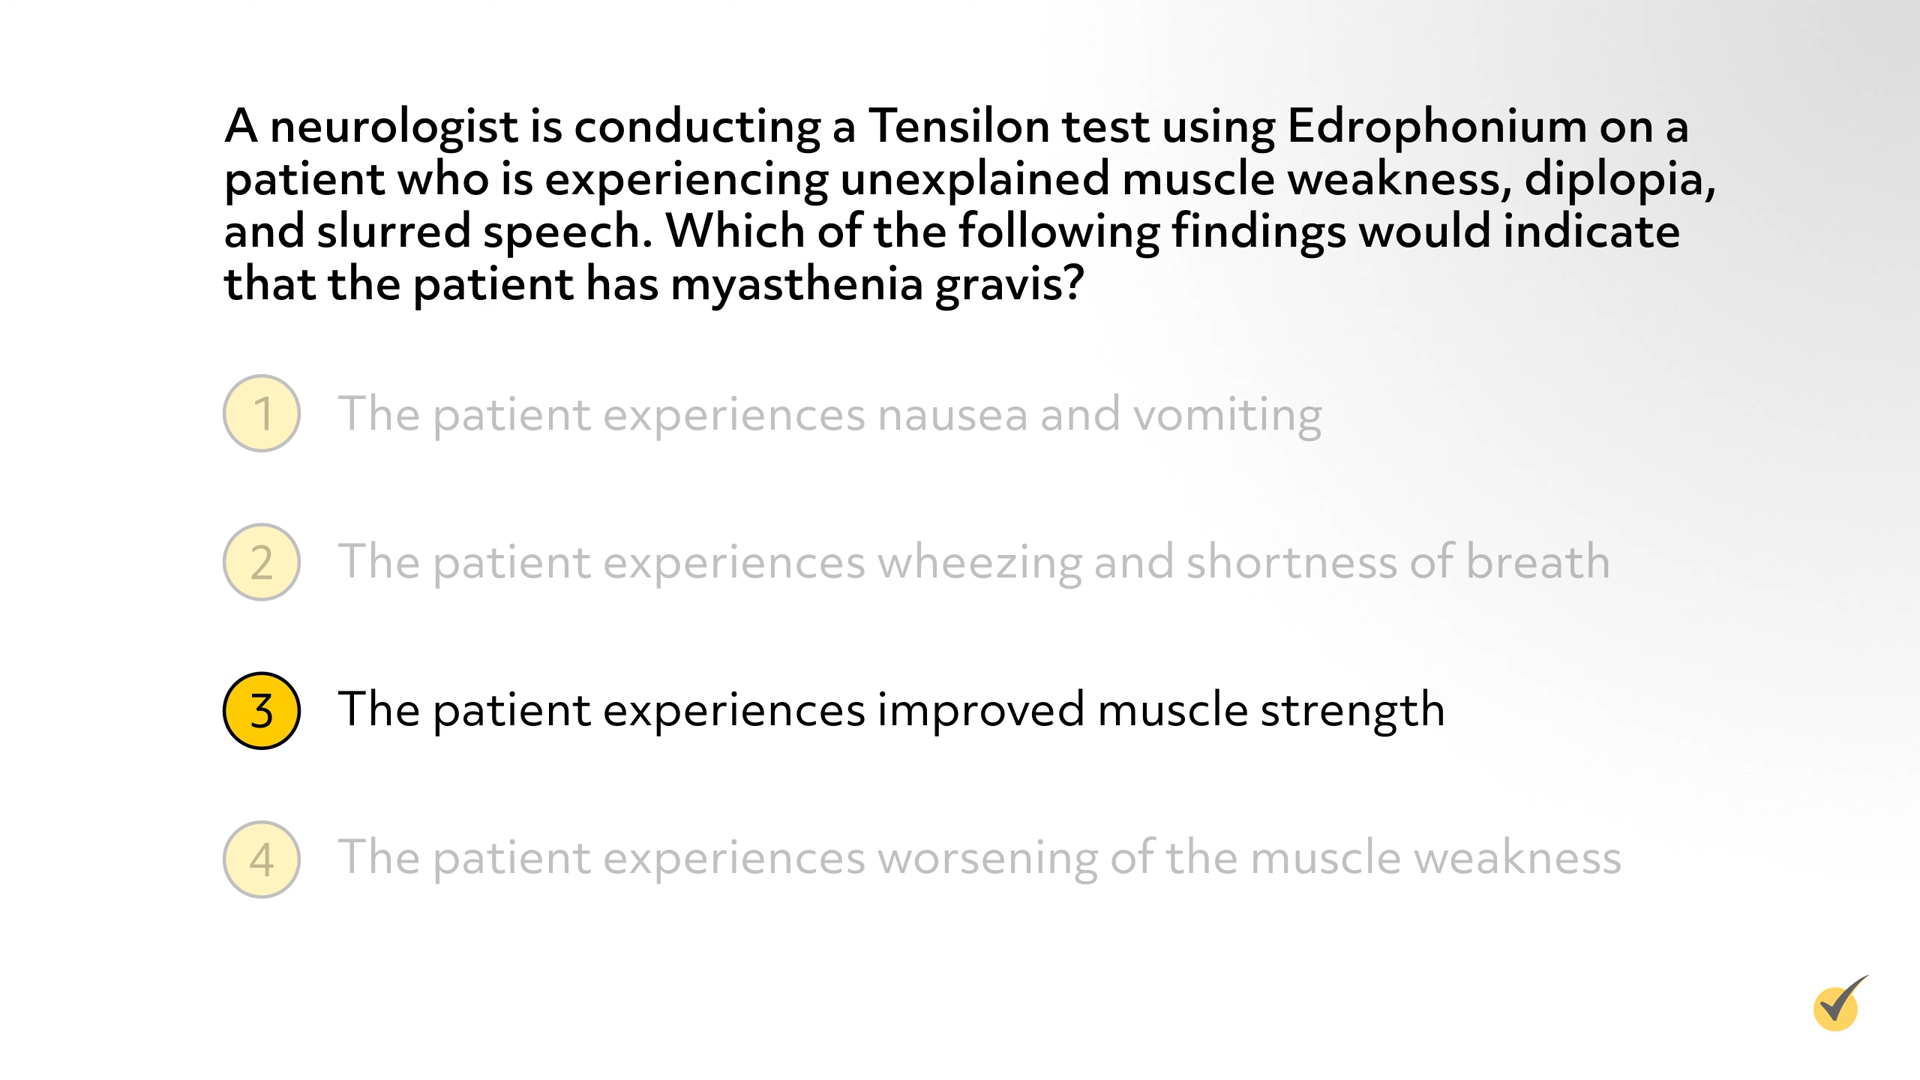 A neurologist is conducting a Tensilon test using Edrophonium on a
patient who is experiencing unexplained muscle weakness, diplopia,
and slurred speech. Which of the following findings would indicate
that the patient has myasthenia gravis?
1 The patient experiences nausea and vomiting
2 The patient experiences wheezing and shortness of breath
3 The patient experiences improved muscle strength
4 The patient experiences worsening of the muscle weakness